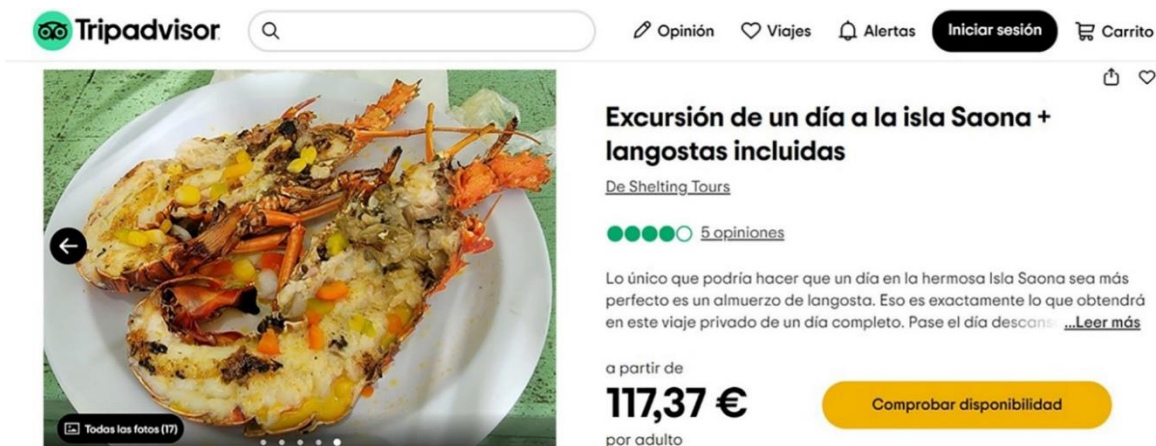 Tripadvisor
Opinión
Viajes
Alertas
Iniciar sesión
Carrito
Excursión de un día a la isla Saona +
langostas incluidas
De Shelting Tours
5 opiniones
Lo único que podría hacer que un día en la hermosa Isla Saona sea más
perfecto es un almuerzo de langosta. Eso es exactamente lo que obtendrá
en este viaje privado de un día completo. Pase el día descans ...Leer más
a partir de
117,37 €
por adulto
Comprobar disponibilidad
Todas las fotos (17)